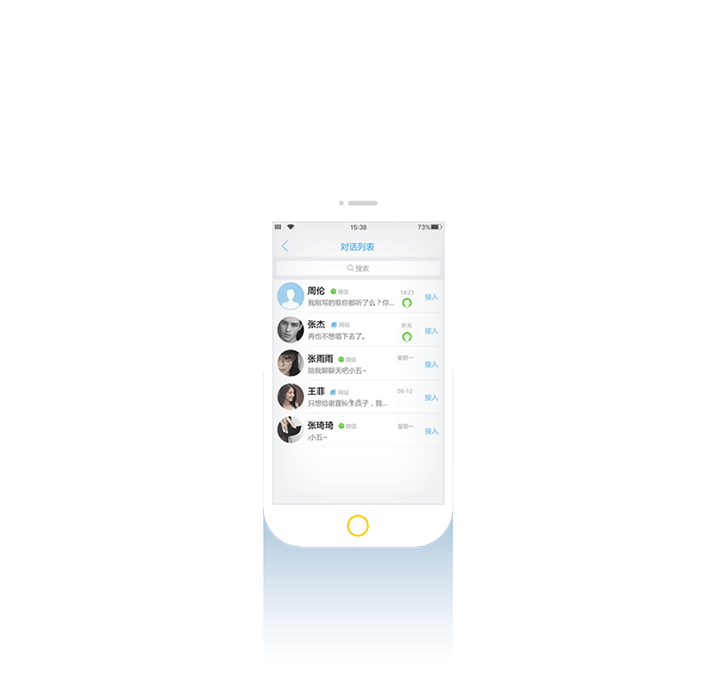 15:38
73%
对话列表
搜索
周伦 微信 14:23
我刚写的歌你都听了么？你... 接入
张杰 网站 昨天
再也不想唱下去了。 接入
张雨雨 微信 星期一
陪我聊聊天吧小五~ 接入
王菲 网站 08-12
只想给谢霆锋生孩子，我... 接入
张琦琦 微信 星期一
小五~ 接入